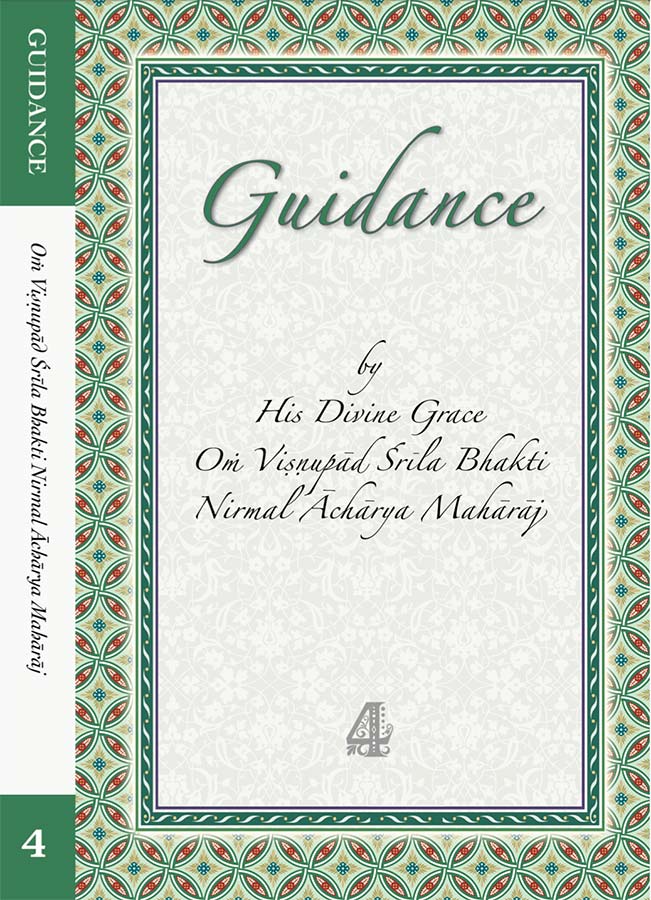 GUIDANCE
Oṁ Viṣṇupād Śrīla Bhakti Nirmal Āchārya Mahārāj
4
Guidance
by
His Divine Grace
Oṁ Viṣṇupād Śrīla Bhakti
Nirmal Āchārya Mahārāj
4